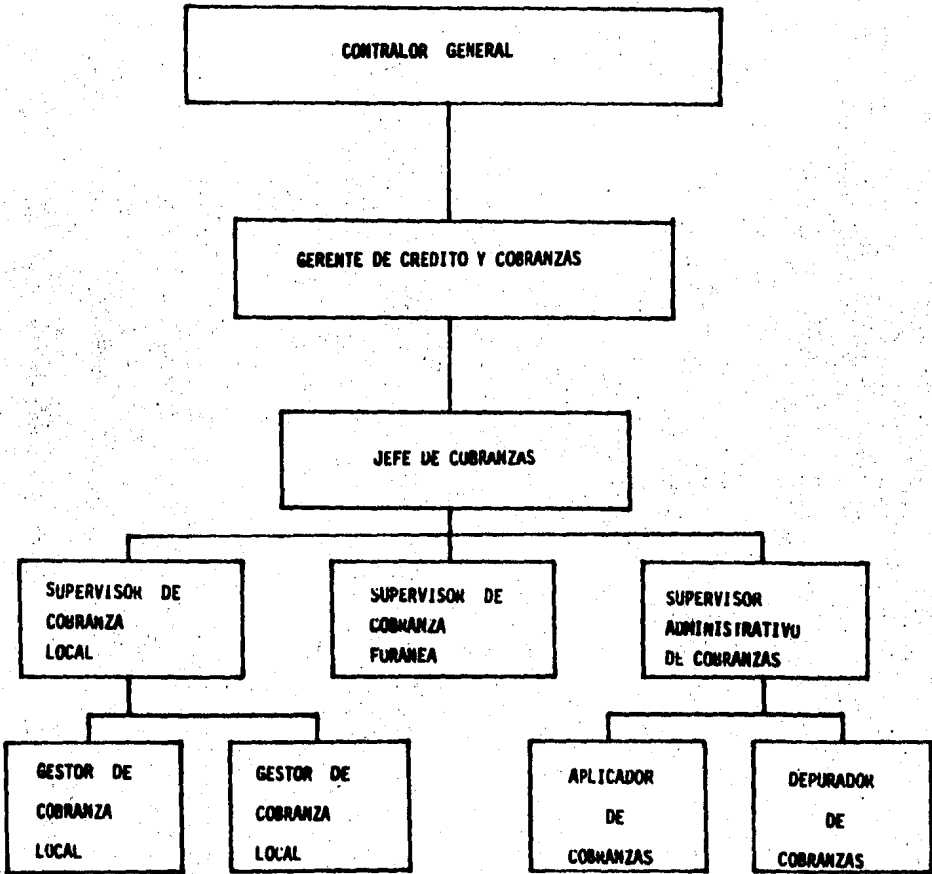 CONTRALOR GENERAL
GERENTE DE CREDITO Y COBRANZAS
JEFE DE COBRANZAS
SUPERVISOR DE
COBRANZA
LOCAL
SUPERVISOR DE
COBRANZA
FORANEA
SUPERVISOR
ADMINISTRATIVO
DE COBRANZAS
GESTOR DE
COBRANZA
LOCAL
GESTOR DE
COBRANZA
LOCAL
APLICADOR
DE
COBRANZAS
DEPURADOR
DE
COBRANZAS